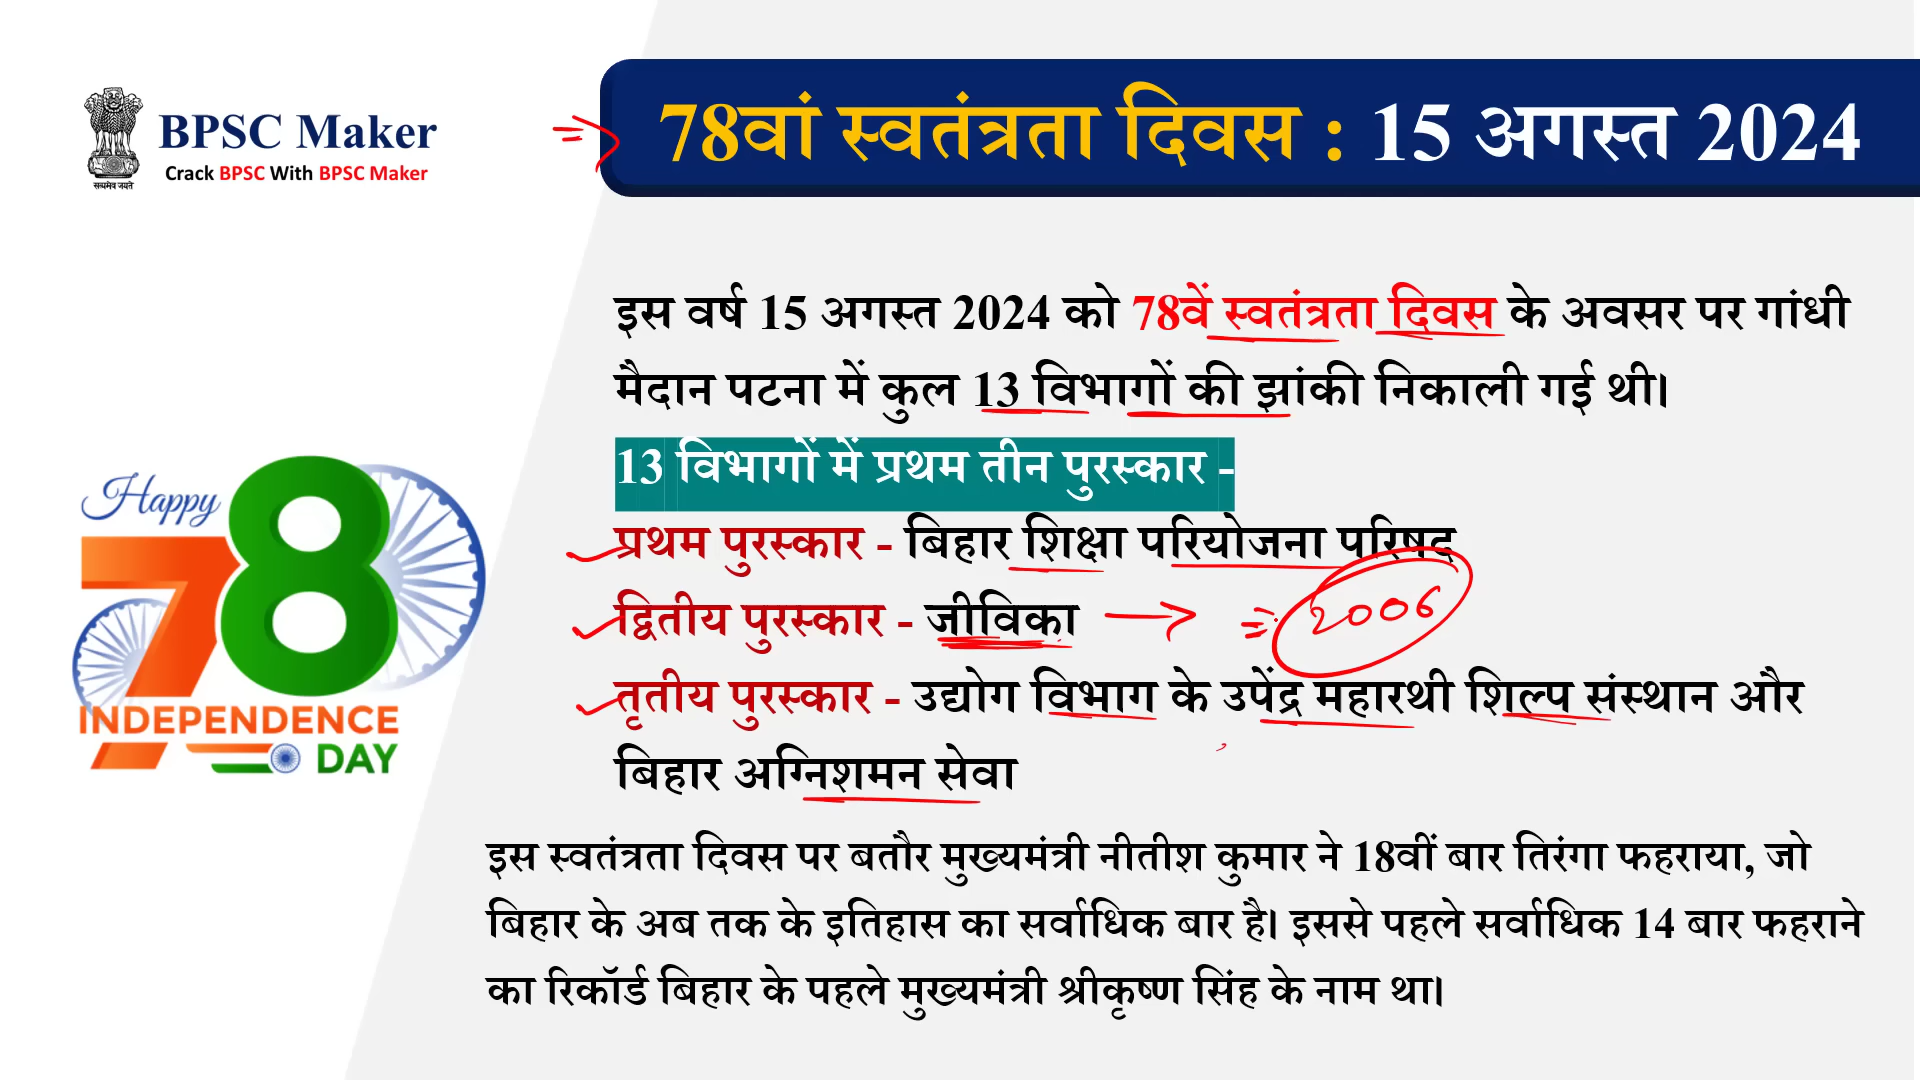 सत्यमेव जयते
BPSC Maker
Crack BPSC With BPSC Maker
78वां स्वतंत्रता दिवस : 15 अगस्त 2024
इस वर्ष 15 अगस्त 2024 को 78वें स्वतंत्रता दिवस के अवसर पर गांधी
मैदान पटना में कुल 13 विभागों की झांकी निकाली गई थी।
13 विभागों में प्रथम तीन पुरस्कार -
प्रथम पुरस्कार - बिहार शिक्षा परियोजना परिषद
द्वितीय पुरस्कार - जीविका → 2006
तृतीय पुरस्कार - उद्योग विभाग के उपेंद्र महारथी शिल्प संस्थान और
बिहार अग्निशमन सेवा
Happy
78
INDEPENDENCE
DAY
इस स्वतंत्रता दिवस पर बतौर मुख्यमंत्री नीतीश कुमार ने 18वीं बार तिरंगा फहराया, जो
बिहार के अब तक के इतिहास का सर्वाधिक बार है। इससे पहले सर्वाधिक 14 बार फहराने
का रिकॉर्ड बिहार के पहले मुख्यमंत्री श्रीकृष्ण सिंह के नाम था।